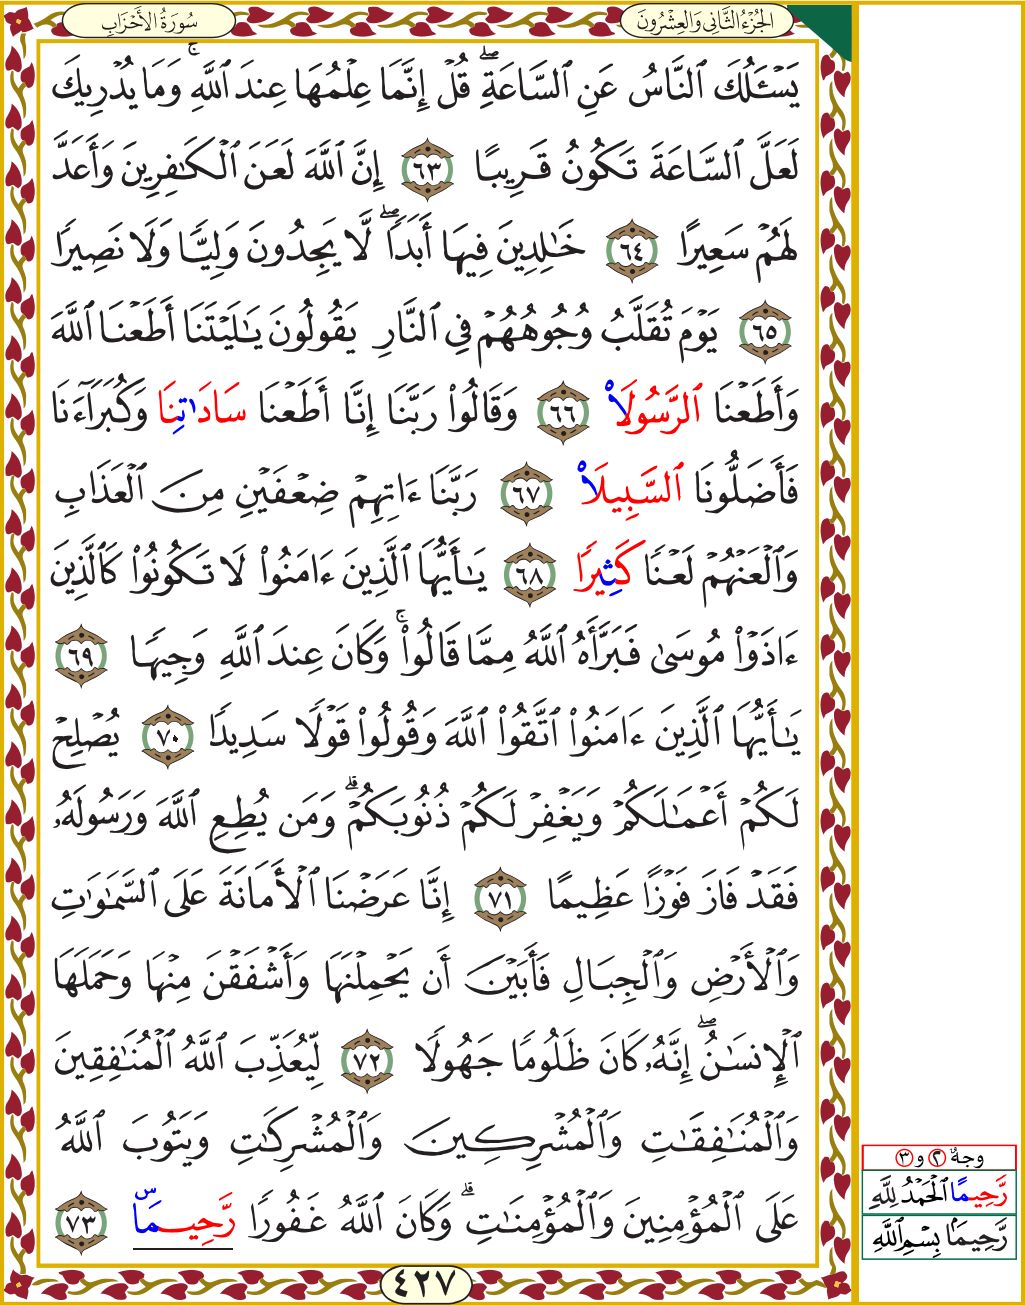 الجُزْءُ الثَّانِي وَالعِشْرُونَ
سُورَةُ الأَحْزَابِ
يَسْـَٔلُكَ ٱلنَّاسُ عَنِ ٱلسَّاعَةِۖ قُلْ إِنَّمَا عِلْمُهَا عِندَ ٱللَّهِۚ وَمَا يُدْرِيكَ
لَعَلَّ ٱلسَّاعَةَ تَكُونُ قَرِيبًا ٦٣ إِنَّ ٱللَّهَ لَعَنَ ٱلْكَٰفِرِينَ وَأَعَدَّ
لَهُمْ سَعِيرًا ٦٤ خَٰلِدِينَ فِيهَا أَبَدًاۖ لَّا يَجِدُونَ وَلِيًّا وَلَا نَصِيرًا
٦٥ يَوْمَ تُقَلَّبُ وُجُوهُهُمْ فِي ٱلنَّارِ يَقُولُونَ يَٰلَيْتَنَا أَطَعْنَا ٱللَّهَ
وَأَطَعْنَا ٱلرَّسُولَا۠ ٦٦ وَقَالُوا۟ رَبَّنَا إِنَّا أَطَعْنَا سَادَٰتِنَا وَكُبَرَآءَنَا
فَأَضَلُّونَا ٱلسَّبِيلَا۠ ٦٧ رَبَّنَا ءَاتِهِمْ ضِعْفَيْنِ مِنَ ٱلْعَذَابِ
وَٱلْعَنْهُمْ لَعْنًا كَثِيرًا ٦٨ يَٰأَيُّهَا ٱلَّذِينَ ءَامَنُوا۟ لَا تَكُونُوا۟ كَٱلَّذِينَ
ءَاذَوْا۟ مُوسَىٰ فَبَرَّأَهُ ٱللَّهُ مِمَّا قَالُوا۟ۚ وَكَانَ عِندَ ٱللَّهِ وَجِيهًا ٦٩
يَٰأَيُّهَا ٱلَّذِينَ ءَامَنُوا۟ ٱتَّقُوا۟ ٱللَّهَ وَقُولُوا۟ قَوْلًا سَدِيدًا ٧٠ يُصْلِحْ
لَكُمْ أَعْمَٰلَكُمْ وَيَغْفِرْ لَكُمْ ذُنُوبَكُمْۗ وَمَن يُطِعِ ٱللَّهَ وَرَسُولَهُۥ
فَقَدْ فَازَ فَوْزًا عَظِيمًا ٧١ إِنَّا عَرَضْنَا ٱلْأَمَانَةَ عَلَى ٱلسَّمَٰوَٰتِ
وَٱلْأَرْضِ وَٱلْجِبَالِ فَأَبَيْنَ أَن يَحْمِلْنَهَا وَأَشْفَقْنَ مِنْهَا وَحَمَلَهَا
ٱلْإِنسَٰنُۖ إِنَّهُۥ كَانَ ظَلُومًا جَهُولًا ٧٢ لِّيُعَذِّبَ ٱللَّهُ ٱلْمُنَٰفِقِينَ
وَٱلْمُنَٰفِقَٰتِ وَٱلْمُشْرِكِينَ وَٱلْمُشْرِكَٰتِ وَيَتُوبَ ٱللَّهُ
عَلَى ٱلْمُؤْمِنِينَ وَٱلْمُؤْمِنَٰتِۗ وَكَانَ ٱللَّهُ غَفُورًا رَّحِيمًا ٧٣
وجهٌ ٢ و ٣
رَّحِيمًا ٱلْحَمْدُ لِلَّهِ
رَّحِيمًا بِسْمِ ٱللَّهِ
٤٢٧